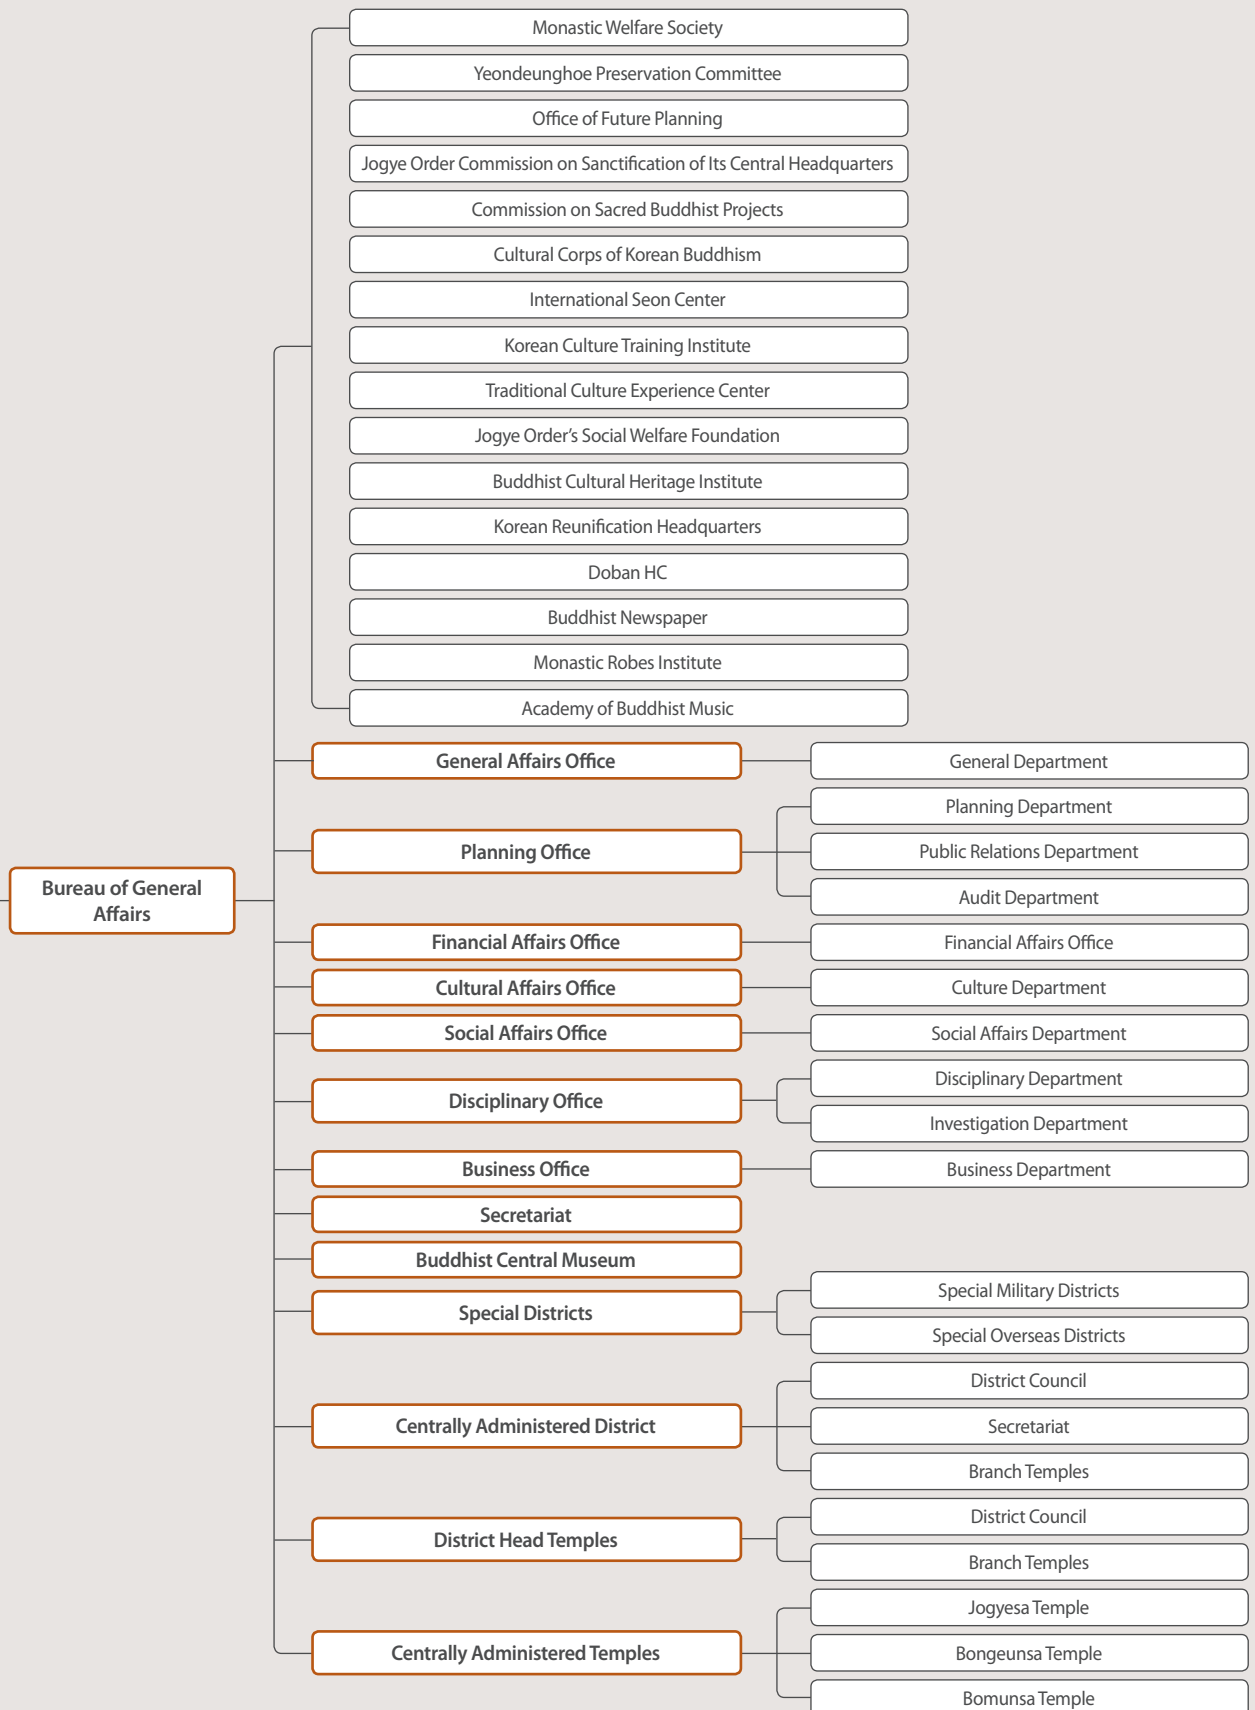 Monastic Welfare Society
Yeondeunghoe Preservation Committee
Office of Future Planning
Jogye Order Commission on Sanctification of Its Central Headquarters
Commission on Sacred Buddhist Projects
Cultural Corps of Korean Buddhism
International Seon Center
Korean Culture Training Institute
Traditional Culture Experience Center
Jogye Order’s Social Welfare Foundation
Buddhist Cultural Heritage Institute
Korean Reunification Headquarters
Doban HC
Buddhist Newspaper
Monastic Robes Institute
Academy of Buddhist Music
Bureau of General
Affairs
General Affairs Office
General Department
Planning Office
Planning Department
Public Relations Department
Audit Department
Financial Affairs Office
Financial Affairs Office
Cultural Affairs Office
Culture Department
Social Affairs Office
Social Affairs Department
Disciplinary Office
Disciplinary Department
Investigation Department
Business Office
Business Department
Secretariat
Buddhist Central Museum
Special Districts
Special Military Districts
Special Overseas Districts
Centrally Administered District
District Council
Secretariat
Branch Temples
District Head Temples
District Council
Branch Temples
Centrally Administered Temples
Jogyesa Temple
Bongeunsa Temple
Bomunsa Temple